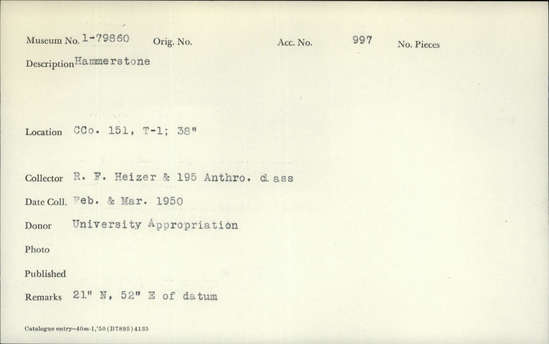 Museum No. 1-79860 Orig. No. Acc. No. 997 No. Pieces
Description Hammerstone
Location CCo. 151, T-1; 38"
Collector R. F. Heizer & 195 Anthro. class
Date Coll. Feb. & Mar. 1950
Donor University Appropriation
Photo
Published
Remarks 21" N, 52" E of datum
Catalogue entry—40m-1,'50 (B7895) 4133